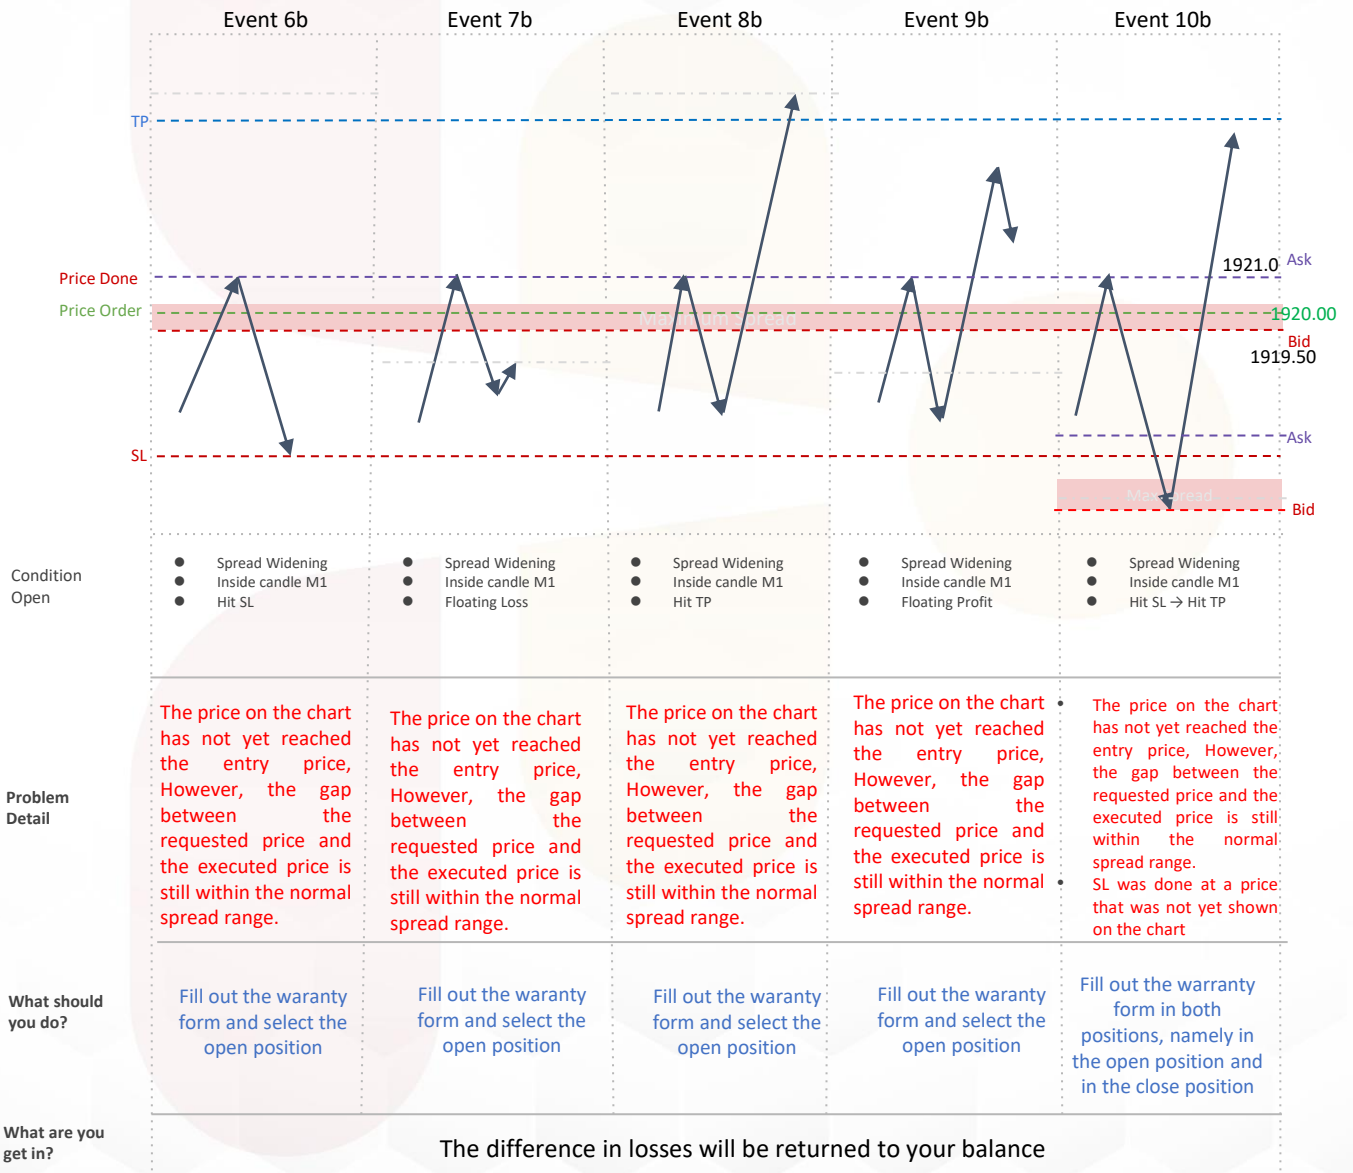 Event 6b
Event 7b
Event 8b
Event 9b
Event 10b
TP
Price Done
1921.0
Ask
Price Order
Maximum Spread
1920.00
Bid
1919.50
Ask
SL
Max Spread
Bid
Condition
Open
● Spread Widening
● Inside candle M1
● Hit SL
● Spread Widening
● Inside candle M1
● Floating Loss
● Spread Widening
● Inside candle M1
● Hit TP
● Spread Widening
● Inside candle M1
● Floating Profit
● Spread Widening
● Inside candle M1
● Hit SL → Hit TP
Problem
Detail
The price on the chart
has not yet reached
the entry price,
However, the gap
between the
requested price and
the executed price is
still within the normal
spread range.
The price on the chart
has not yet reached
the entry price,
However, the gap
between the
requested price and
the executed price is
still within the normal
spread range.
The price on the chart
has not yet reached
the entry price,
However, the gap
between the
requested price and
the executed price is
still within the normal
spread range.
The price on the chart
has not yet reached
the entry price,
However, the gap
between the
requested price and
the executed price is
still within the normal
spread range.
• The price on the chart
has not yet reached the
entry price, However,
the gap between the
requested price and the
executed price is still
within the normal
spread range.
• SL was done at a price
that was not yet shown
on the chart
What should
you do?
Fill out the waranty
form and select the
open position
Fill out the waranty
form and select the
open position
Fill out the waranty
form and select the
open position
Fill out the waranty
form and select the
open position
Fill out the warranty
form in both
positions, namely in
the open position and
in the close position
What are you
get in?
The difference in losses will be returned to your balance